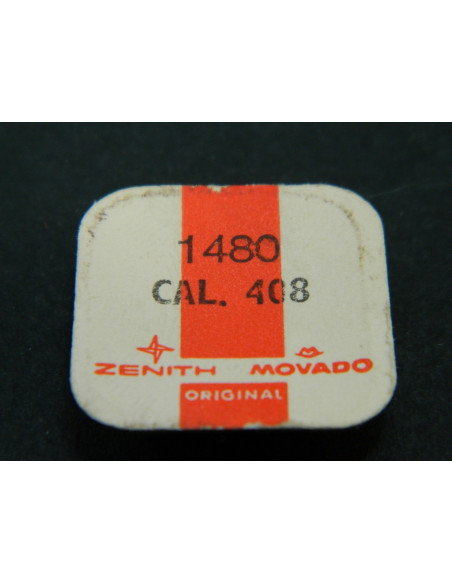 1480
CAL. 408
ZENITH MOVADO
ORIGINAL